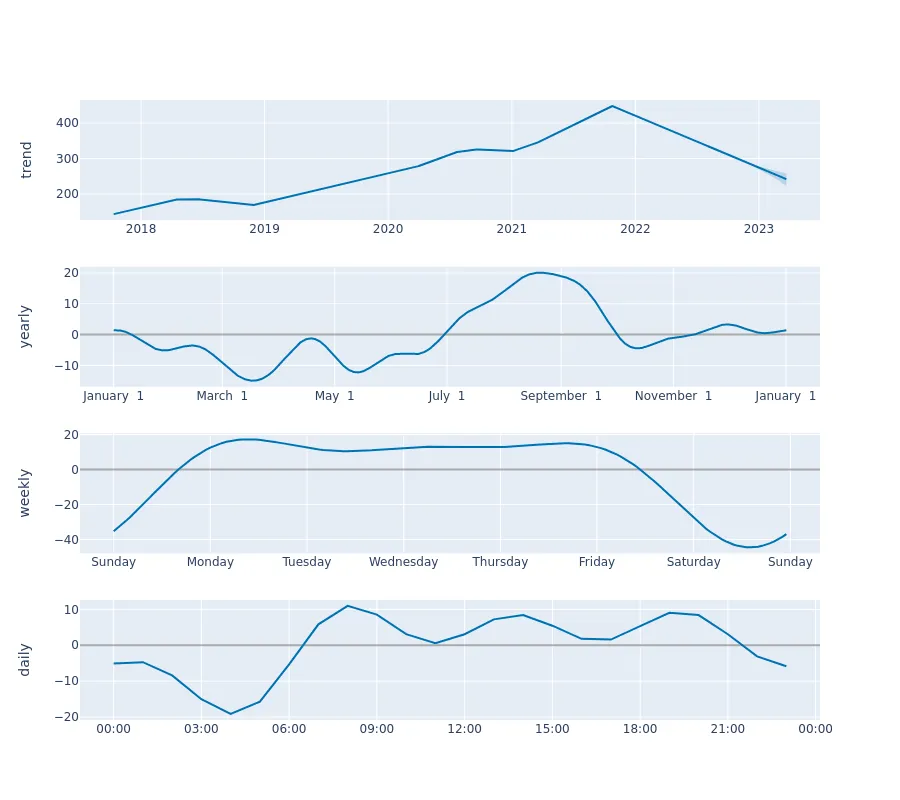 trend
400
300
200
2018 2019 2020 2021 2022 2023
yearly
20
10
0
−10
January 1 March 1 May 1 July 1 September 1 November 1 January 1
weekly
20
0
−20
−40
Sunday Monday Tuesday Wednesday Thursday Friday Saturday Sunday
daily
10
0
−10
−20
00:00 03:00 06:00 09:00 12:00 15:00 18:00 21:00 00:00